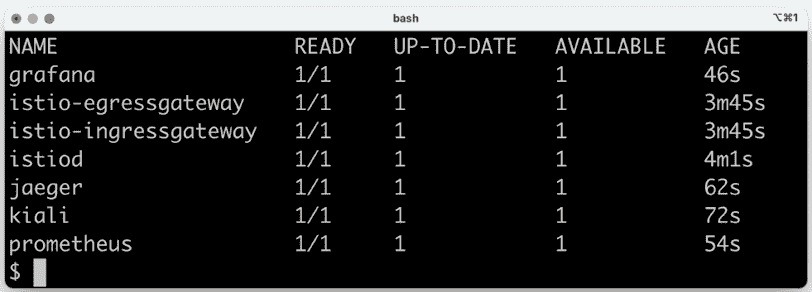 bash
⌥⌘1
NAME READY UP-TO-DATE AVAILABLE AGE
grafana 1/1 1 1 46s
istio-egressgateway 1/1 1 1 3m45s
istio-ingressgateway 1/1 1 1 3m45s
istiod 1/1 1 1 4m1s
jaeger 1/1 1 1 62s
kiali 1/1 1 1 72s
prometheus 1/1 1 1 54s
$